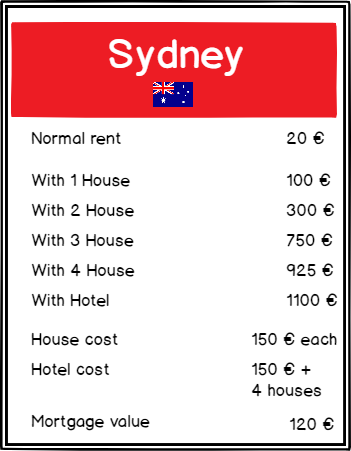 Sydney
Normal rent 20 €
With 1 House 100 €
With 2 House 300 €
With 3 House 750 €
With 4 House 925 €
With Hotel 1100 €
House cost 150 € each
Hotel cost 150 € +
4 houses
Mortgage value 120 €